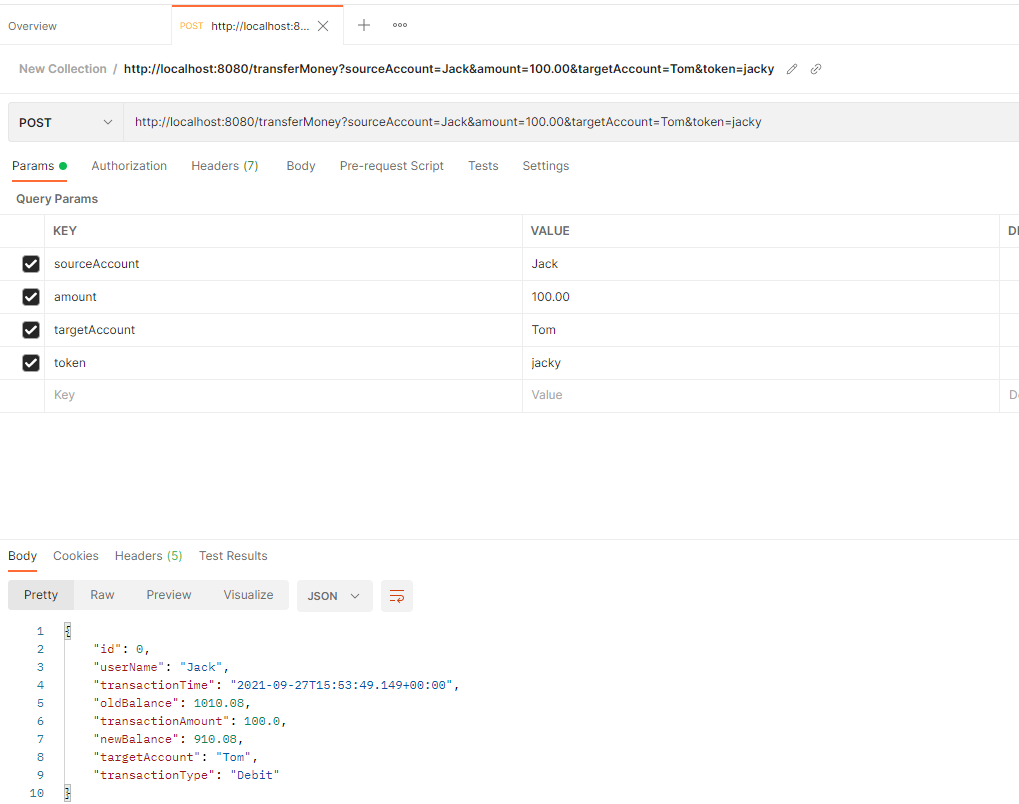 Overview POST http://localhost:8...
New Collection / http://localhost:8080/transferMoney?sourceAccount=Jack&amount=100.00&targetAccount=Tom&token=jacky
POST http://localhost:8080/transferMoney?sourceAccount=Jack&amount=100.00&targetAccount=Tom&token=jacky
Params Authorization Headers (7) Body Pre-request Script Tests Settings
Query Params
KEY VALUE
sourceAccount Jack
amount 100.00
targetAccount Tom
token jacky
Key Value
Body Cookies Headers (5) Test Results
Pretty Raw Preview Visualize JSON
1 {
2 "id": 0,
3 "userName": "Jack",
4 "transactionTime": "2021-09-27T15:53:49.149+00:00",
5 "oldBalance": 1010.08,
6 "transactionAmount": 100.0,
7 "newBalance": 910.08,
8 "targetAccount": "Tom",
9 "transactionType": "Debit"
10 }